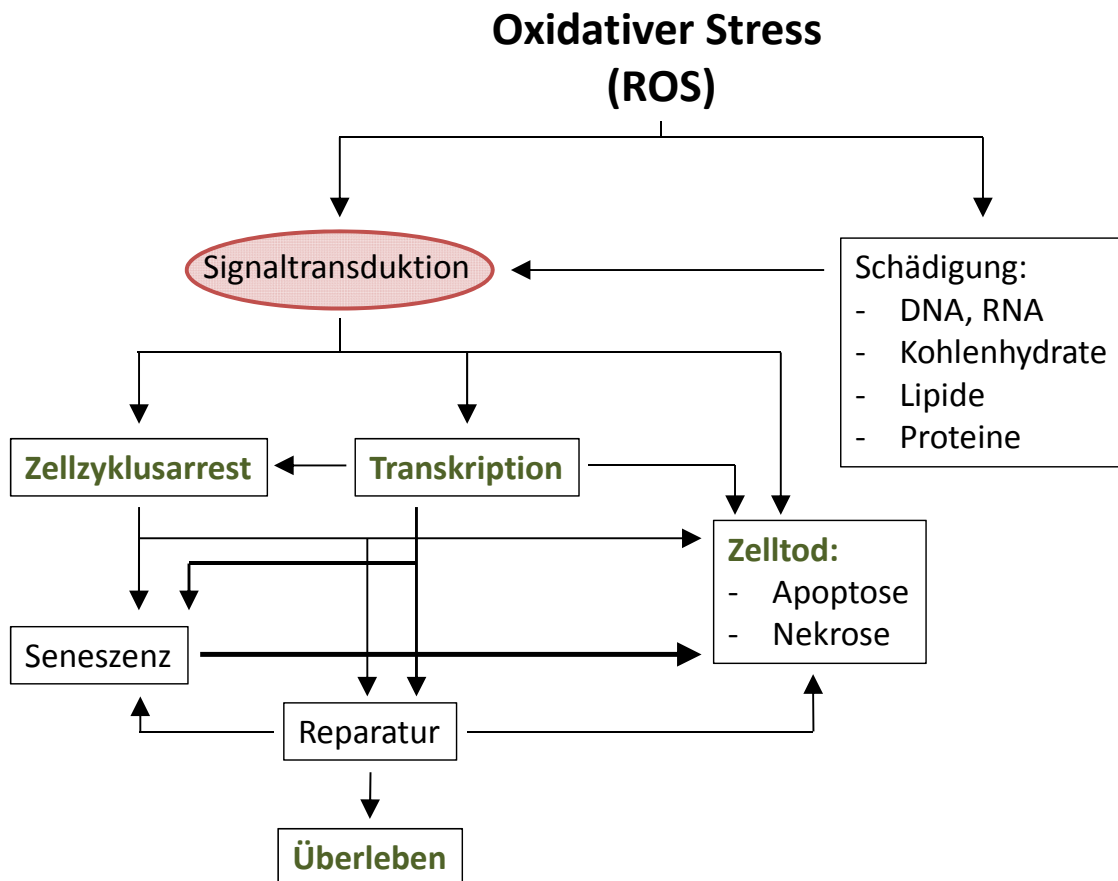 Oxidativer Stress
(ROS)
Signaltransduktion
Schädigung:
- DNA, RNA
- Kohlenhydrate
- Lipide
- Proteine
Zellzyklusarrest
Transkription
Zelltod:
- Apoptose
- Nekrose
Seneszenz
Reparatur
Überleben